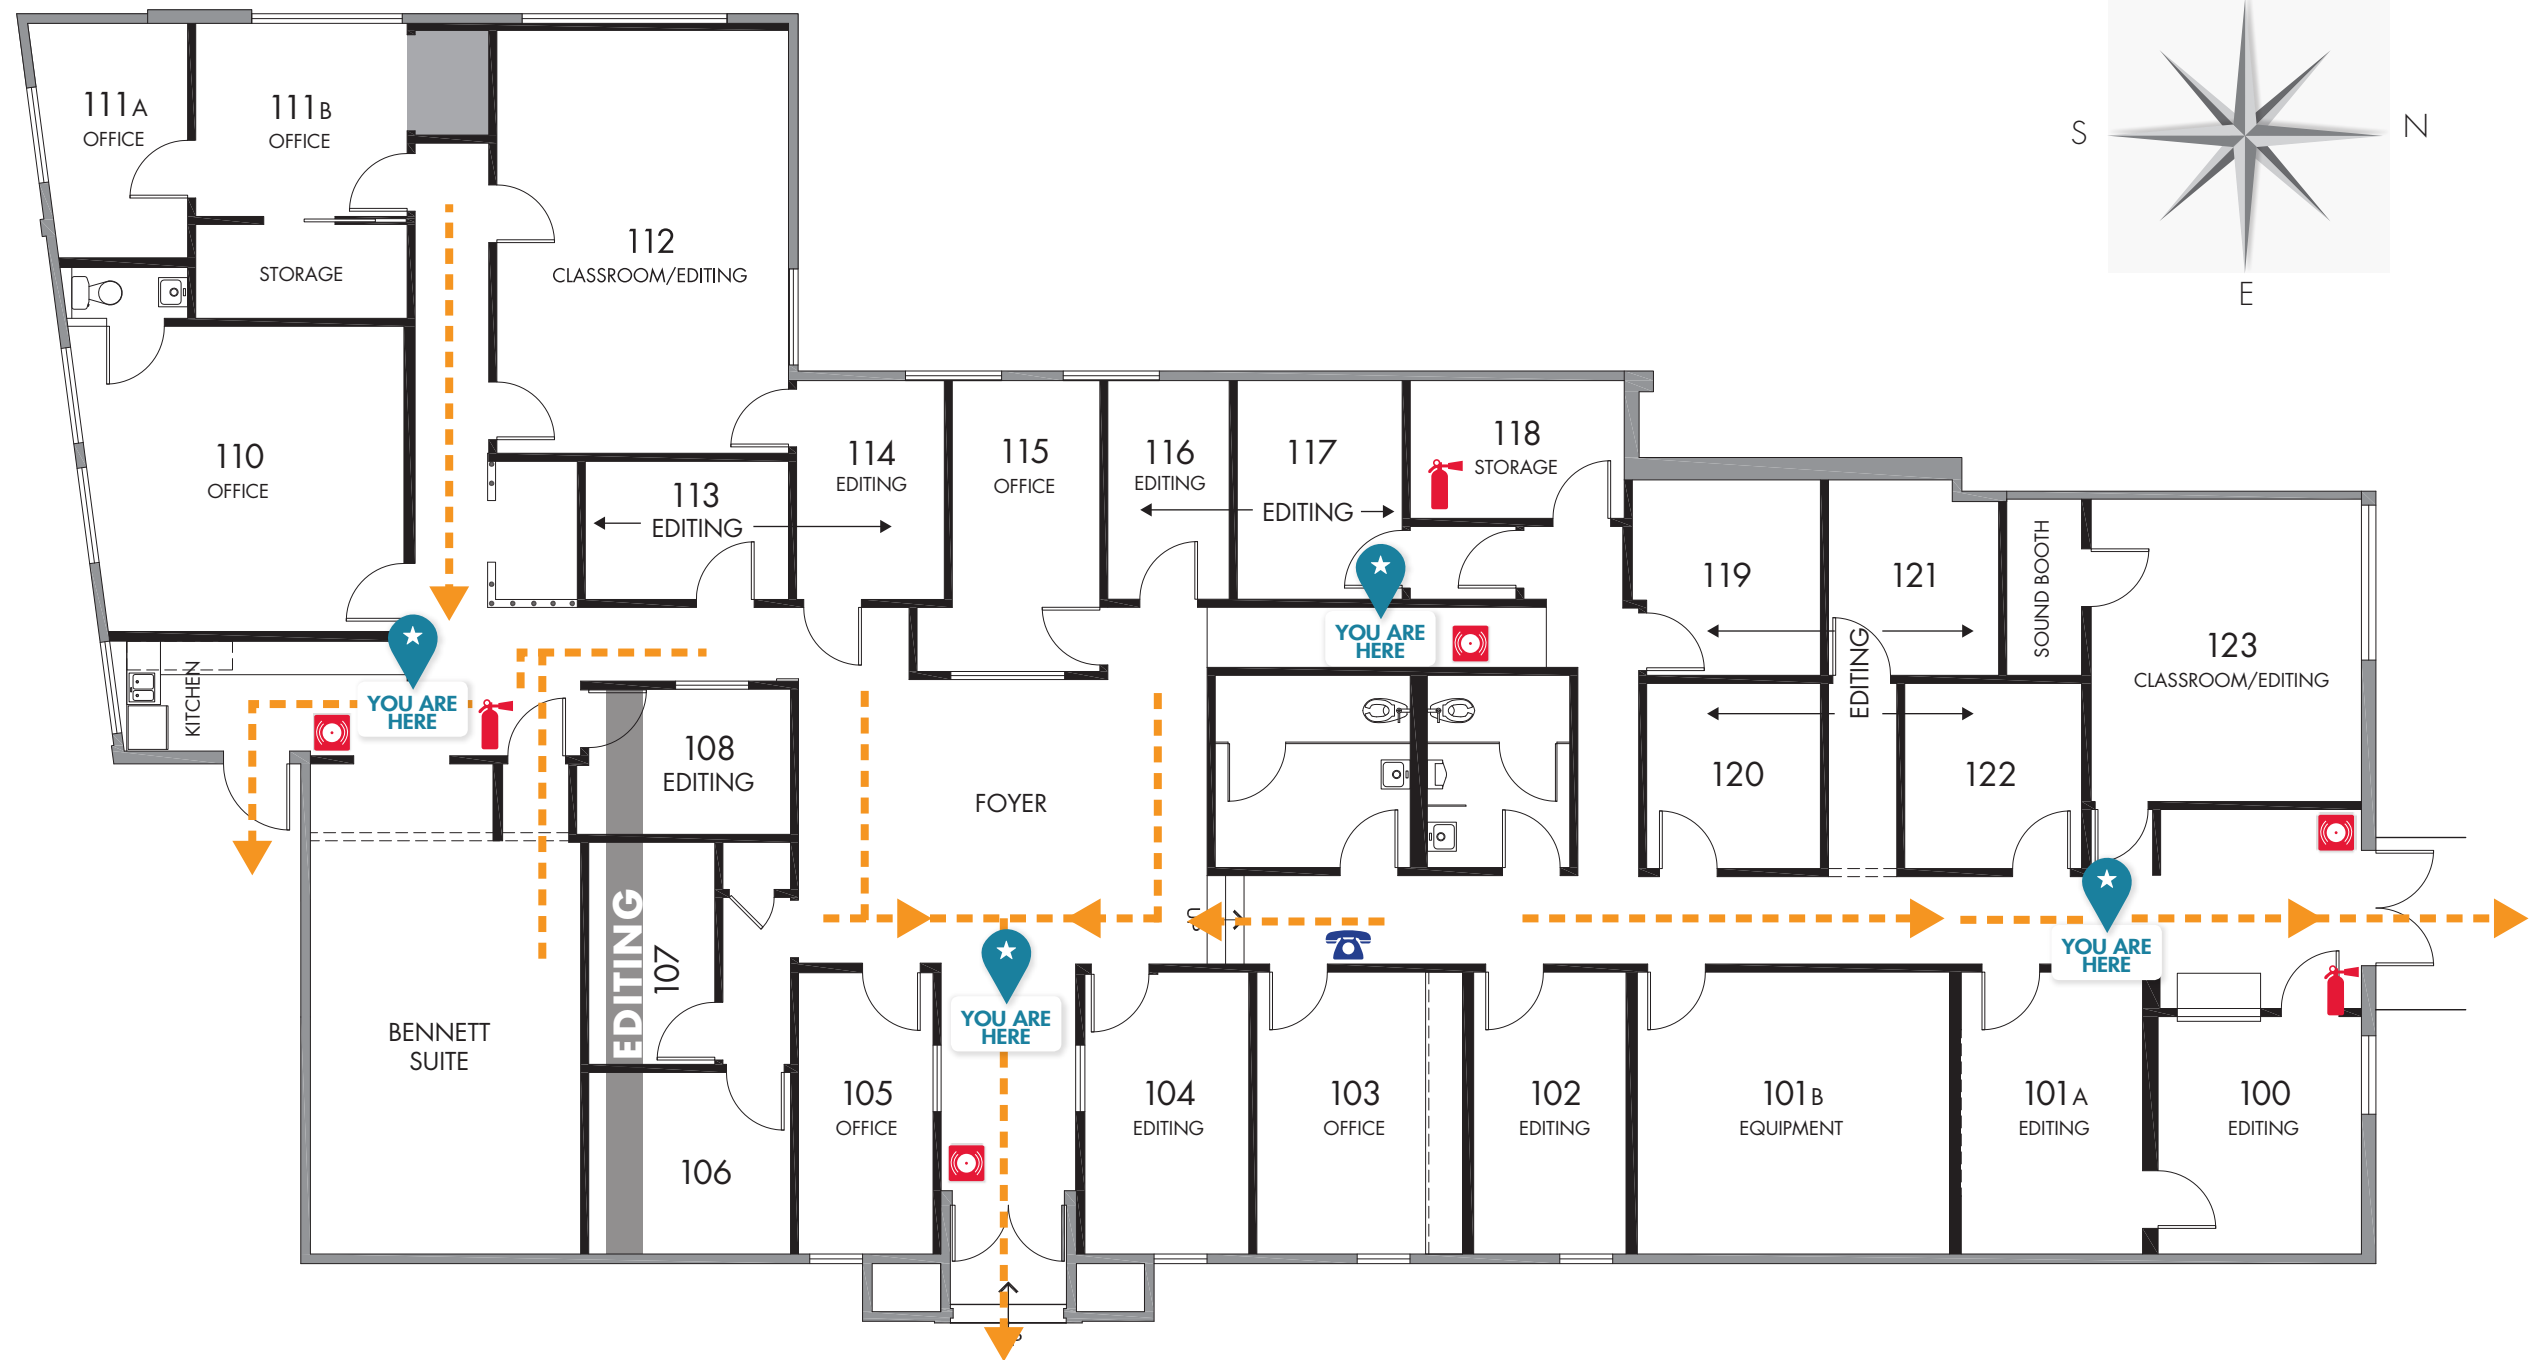 111A
OFFICE
111B
OFFICE
STORAGE
112
CLASSROOM/EDITING
S
N
E
110
OFFICE
113
EDITING
114
EDITING
115
OFFICE
116
EDITING
117
EDITING
118
STORAGE
119
121
SOUND BOOTH
123
CLASSROOM/EDITING
EDITING
120
122
YOU ARE
HERE
KITCHEN
YOU ARE
HERE
108
EDITING
FOYER
EDITING
107
UP
YOU ARE
HERE
YOU ARE
HERE
BENNETT
SUITE
106
105
OFFICE
104
EDITING
103
OFFICE
102
EDITING
101B
EQUIPMENT
101A
EDITING
100
EDITING